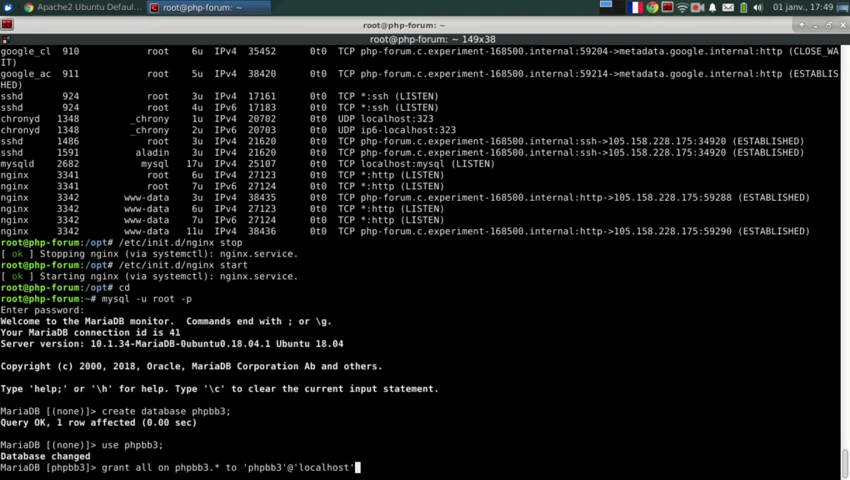 Apache2 Ubuntu Defaul...
root@php-forum: ~
01 janv., 17:49
root@php-forum: ~
root@php-forum: ~ 149x38
google_cl 910 root 6u IPv4 35452 0t0 TCP php-forum.c.experiment-168500.internal:59204->metadata.google.internal:http (CLOSE_WA
IT)
google_ac 911 root 5u IPv4 38420 0t0 TCP php-forum.c.experiment-168500.internal:59214->metadata.google.internal:http (ESTABLIS
HED)
sshd 924 root 3u IPv4 17161 0t0 TCP *:ssh (LISTEN)
sshd 924 root 4u IPv6 17183 0t0 TCP *:ssh (LISTEN)
chronyd 1348 _chrony 1u IPv4 20702 0t0 UDP localhost:323
chronyd 1348 _chrony 2u IPv6 20703 0t0 UDP ip6-localhost:323
sshd 1486 root 3u IPv4 21620 0t0 TCP php-forum.c.experiment-168500.internal:ssh->105.158.228.175:34920 (ESTABLISHED)
sshd 1591 aladin 3u IPv4 21620 0t0 TCP php-forum.c.experiment-168500.internal:ssh->105.158.228.175:34920 (ESTABLISHED)
mysqld 2682 mysql 17u IPv4 25107 0t0 TCP localhost:mysql (LISTEN)
nginx 3341 root 6u IPv4 27123 0t0 TCP *:http (LISTEN)
nginx 3341 root 7u IPv6 27124 0t0 TCP *:http (LISTEN)
nginx 3342 www-data 3u IPv4 38435 0t0 TCP php-forum.c.experiment-168500.internal:http->105.158.228.175:59288 (ESTABLISHED)
nginx 3342 www-data 6u IPv4 27123 0t0 TCP *:http (LISTEN)
nginx 3342 www-data 7u IPv6 27124 0t0 TCP *:http (LISTEN)
nginx 3342 www-data 11u IPv4 38436 0t0 TCP php-forum.c.experiment-168500.internal:http->105.158.228.175:59290 (ESTABLISHED)
root@php-forum:/opt# /etc/init.d/nginx stop
[ ok ] Stopping nginx (via systemctl): nginx.service.
root@php-forum:/opt# /etc/init.d/nginx start
[ ok ] Starting nginx (via systemctl): nginx.service.
root@php-forum:/opt# cd
root@php-forum:~# mysql -u root -p
Enter password:
Welcome to the MariaDB monitor.  Commands end with ; or \g.
Your MariaDB connection id is 41
Server version: 10.1.34-MariaDB-0ubuntu0.18.04.1 Ubuntu 18.04
Copyright (c) 2000, 2018, Oracle, MariaDB Corporation Ab and others.
Type 'help;' or '\h' for help. Type '\c' to clear the current input statement.
MariaDB [(none)]> create database phpbb3;
Query OK, 1 row affected (0.00 sec)
MariaDB [(none)]> use phpbb3;
Database changed
MariaDB [phpbb3]> grant all on phpbb3.* to 'phpbb3'@'localhost'